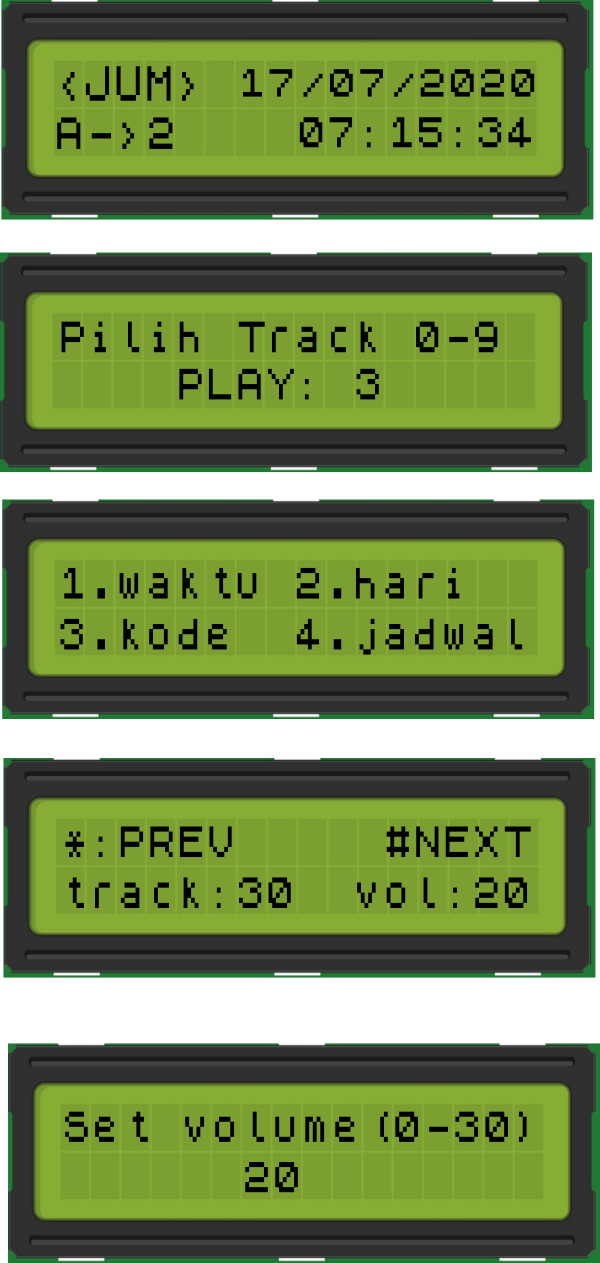 <JUM> 17/07/2020
A->2 07:15:34
Pilih Track 0-9
PLAY: 3
1.waktu 2.hari
3.kode 4.jadwal
*:PREV #NEXT
track:30 vol:20
Set volume(0-30)
20